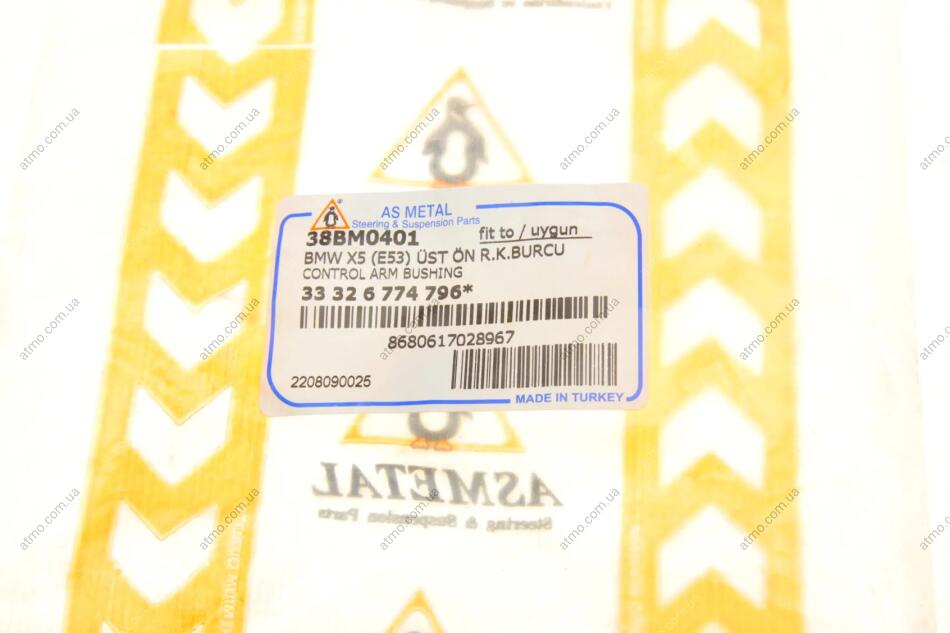 AS METAL
Steering & Suspension Parts
38BM0401
fit to / uygun
BMW X5 (E53) ÜST ÖN R.K.BURCU
CONTROL ARM BUSHING
33 32 6 774 796*
8680617028967
2208090025
MADE IN TURKEY
ASMETAL
Steering & Suspension Parts
atmo.com.ua